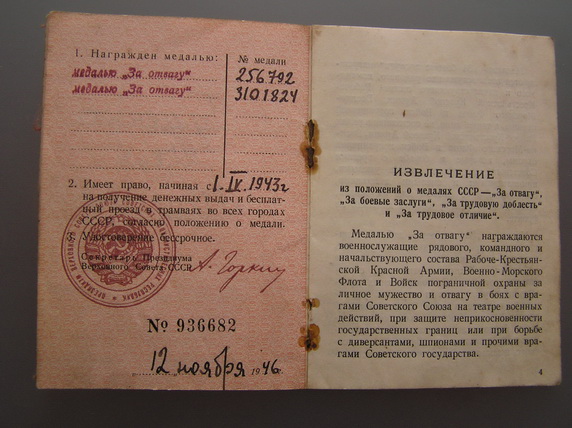 1. Награжден медалью:
№ медали
медалью „За отвагу“
256792
медалью „За отвагу“
3101824
2. Имеет право, начиная с 1.IV.1943г
на получение денежных выдач и бесплат-
ный проезд в трамваях во всех городах
СССР, согласно положению о медали.
Удостоверение бессрочное.
Секретарь Президиума
Верховного Совета СССР А. Горкин
№ 936682
12 ноября 1946г.
ИЗВЛЕЧЕНИЕ
из положений о медалях СССР—„За отвагу“,
„За боевые заслуги“, „За трудовую доблесть“
и „За трудовое отличие“.
Медалью „За отвагу“ награждаются
военнослужащие рядового, командного и
начальствующего состава Рабоче-Крестьян-
ской Красной Армии, Военно-Морского
Флота и Войск пограничной охраны за
личное мужество и отвагу в боях с вра-
гами Советского Союза на театре военных
действий, при защите неприкосновенности
государственных границ или при борьбе
с диверсантами, шпионами и прочими вра-
гами Советского государства.
4